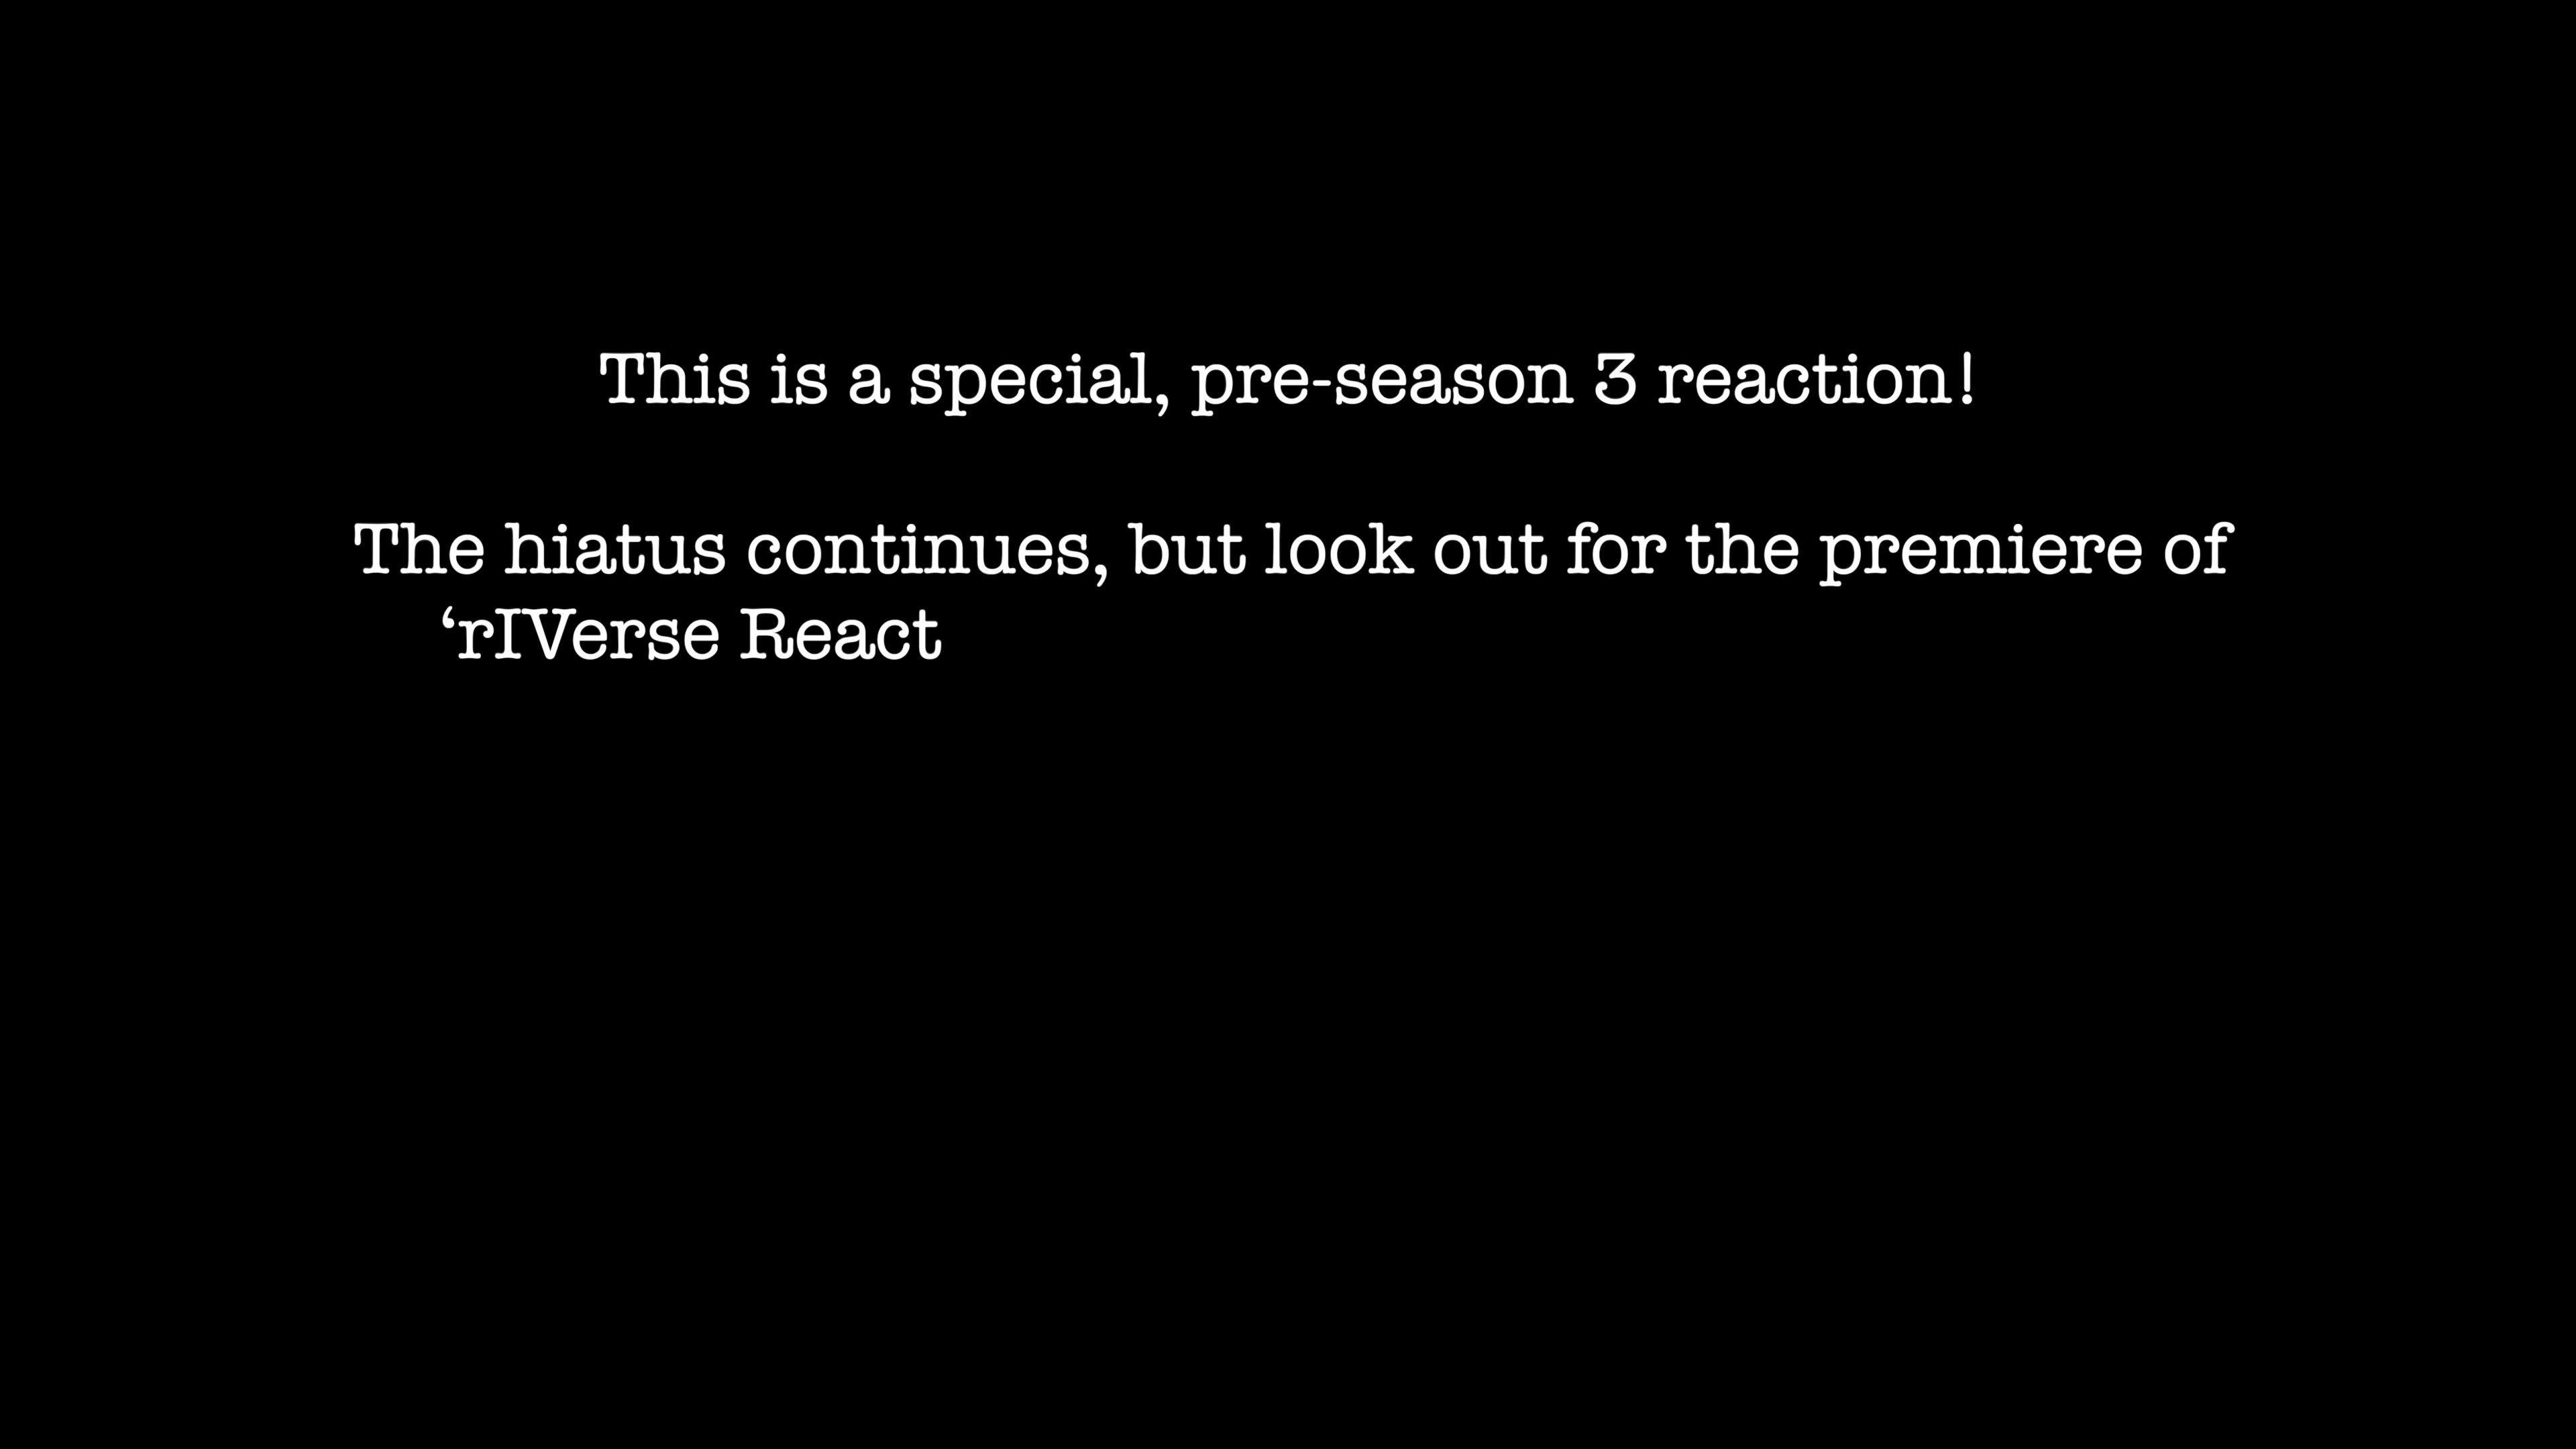 This is a special, pre-season 3 reaction!
The hiatus continues, but look out for the premiere of
‘rIVerse React